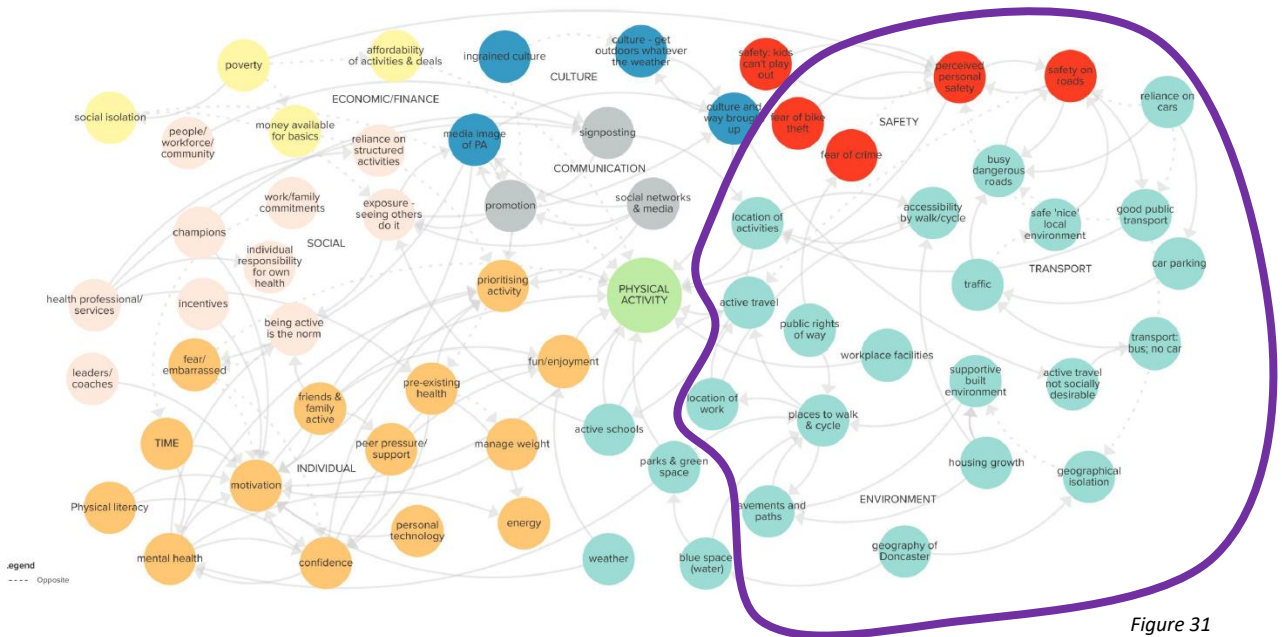 ingrained culture
culture - get
outdoors whatever
the weather
CULTURE
affordability
of activities & deals
poverty
ECONOMIC/FINANCE
social isolation
money available
for basics
people/
workforce/
community
reliance on
structured activities
media image
of PA
signposting
COMMUNICATION
culture and
way brought
up
safety: kids
can't play
out
fear of bike
theft
fear of crime
SAFETY
perceived
personal
safety
safety on
roads
reliance on
cars
busy
dangerous
roads
work/family
commitments
exposure -
seeing others
do it
promotion
social networks
& media
champions
SOCIAL
individual
responsibility
for own
health
location of
activities
accessibility
by walk/cycle
safe 'nice'
local
environment
good public
transport
TRANSPORT
car parking
traffic
health professional/
services
incentives
being active
is the norm
prioritising
activity
PHYSICAL
ACTIVITY
active travel
public rights
of way
workplace facilities
transport:
bus; no car
leaders/
coaches
fear/
embarrassed
friends &
family
active
pre-existing
health
fun/enjoyment
supportive
built
environment
active travel
not socially
desirable
location of
work
places to walk
& cycle
TIME
peer pressure/
support
manage weight
active schools
INDIVIDUAL
motivation
parks & green
space
housing growth
geographical
isolation
ENVIRONMENT
avements and
paths
Physical literacy
personal
technology
energy
mental health
confidence
weather
blue space
(water)
geography of
Doncaster
.egend
Opposite
Figure 31